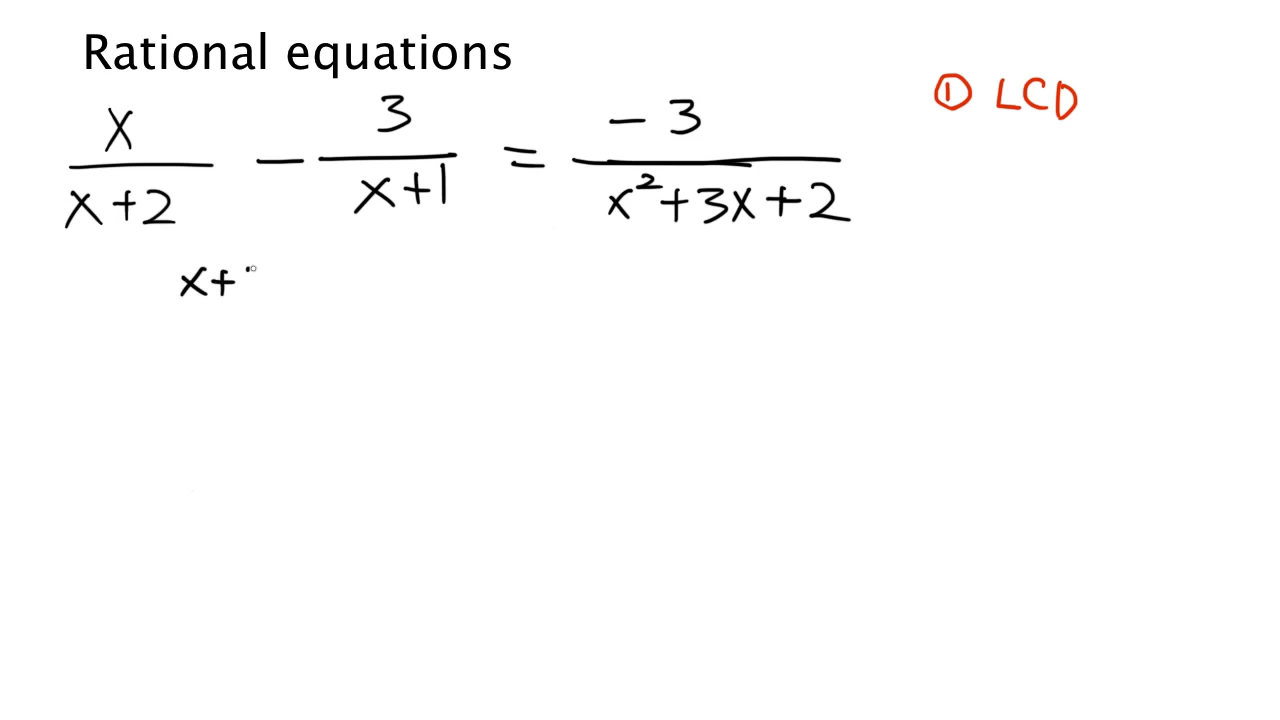 Rational equations
① LCD
x/(x+2) - 3/(x+1) = -3/(x²+3x+2)
x+